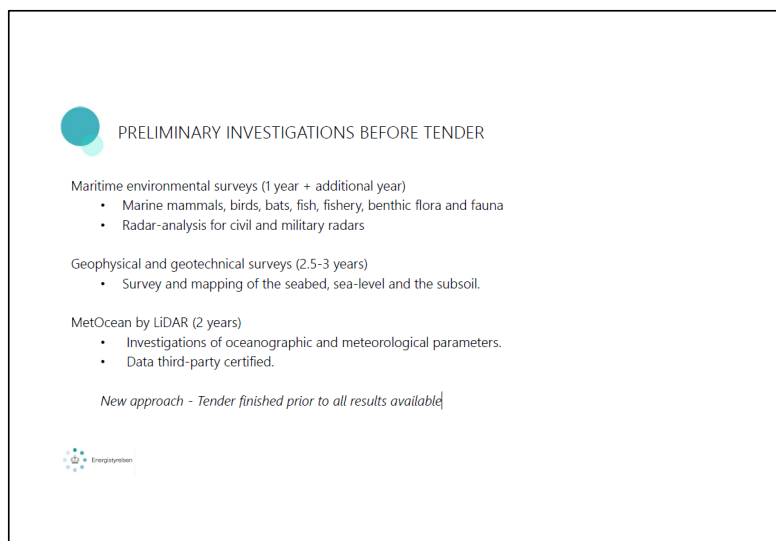 PRELIMINARY INVESTIGATIONS BEFORE TENDER
Maritime environmental surveys (1 year + additional year)
• Marine mammals, birds, bats, fish, fishery, benthic flora and fauna
• Radar-analysis for civil and military radars
Geophysical and geotechnical surveys (2.5-3 years)
• Survey and mapping of the seabed, sea-level and the subsoil.
MetOcean by LiDAR (2 years)
• Investigations of oceanographic and meteorological parameters.
• Data third-party certified.
New approach - Tender finished prior to all results available
Energistyrelsen